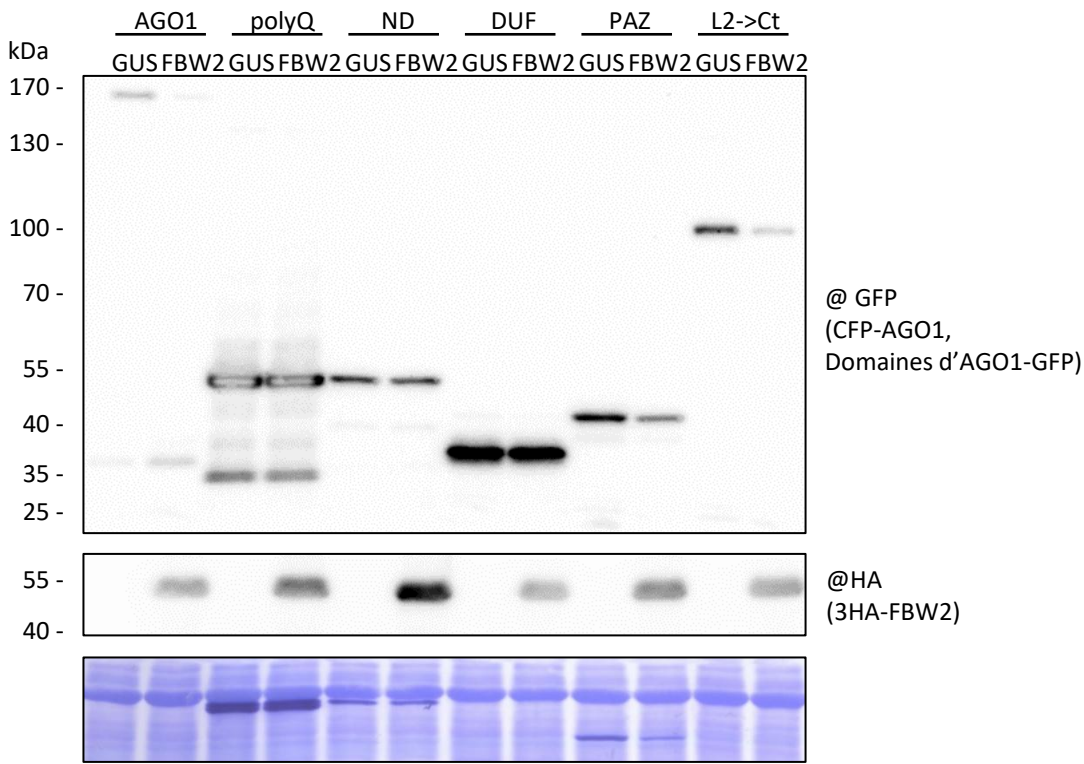 AGO1 polyQ ND DUF PAZ L2->Ct
kDa
GUS FBW2 GUS FBW2 GUS FBW2 GUS FBW2 GUS FBW2 GUS FBW2
170 -
130 -
100 -
70 -
55 -
40 -
35 -
25 -
@ GFP
(CFP-AGO1,
Domaines d'AGO1-GFP)
55 -
40 -
@HA
(3HA-FBW2)